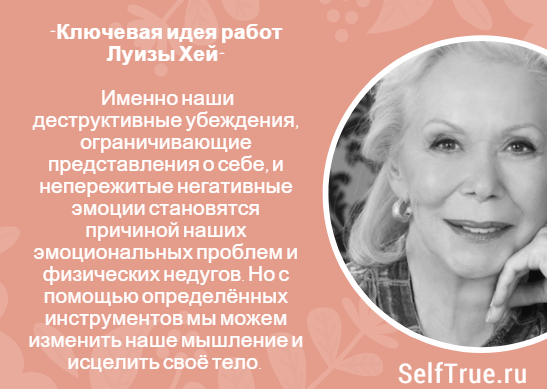 -Ключевая идея работ
Луизы Хей-
Именно наши
деструктивные убеждения,
ограничивающие
представления о себе, и
непережитые негативные
эмоции становятся
причиной наших
эмоциональных проблем и
физических недугов. Но с
помощью определённых
инструментов мы можем
изменить наше мышление и
исцелить своё тело.
SelfTrue.ru